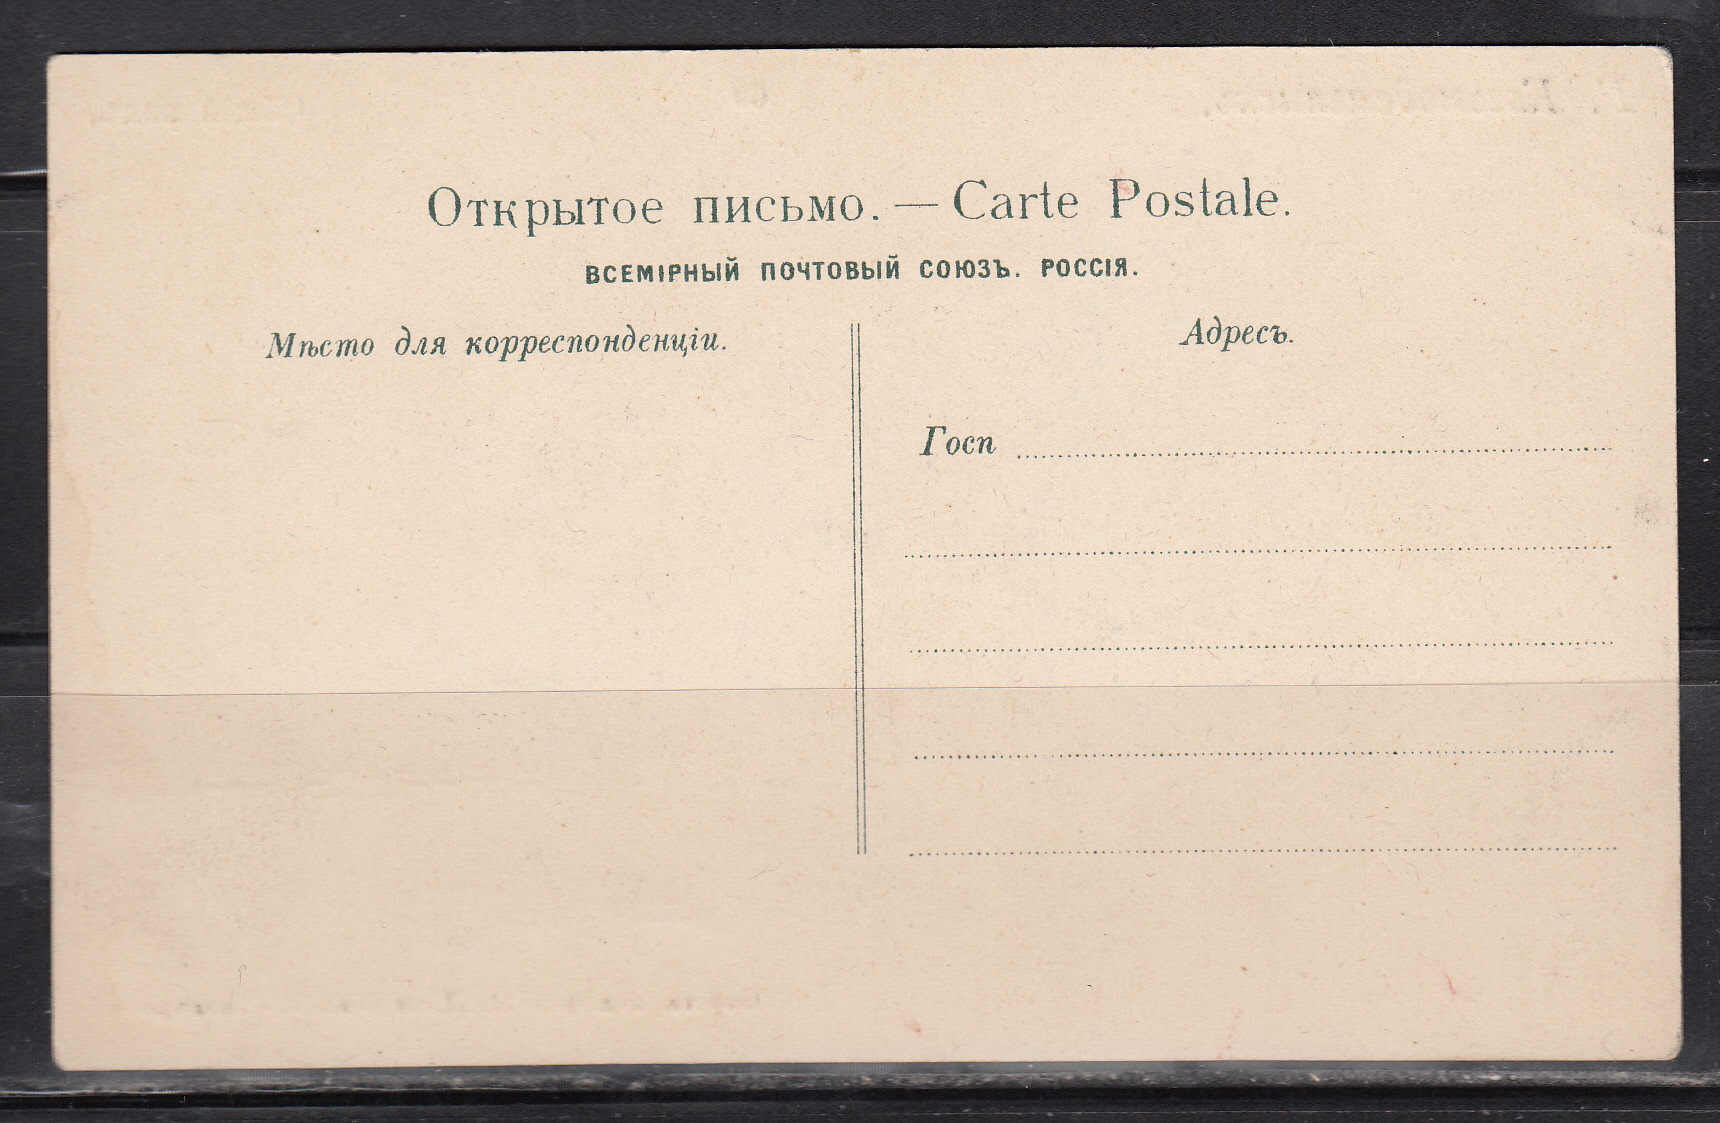 Открытое письмо. — Carte Postale.
ВСЕМІРНЫЙ ПОЧТОВЫЙ СОЮЗЪ. РОССІЯ.
Мѣсто для корреспонденціи.
Адресъ.
Госп